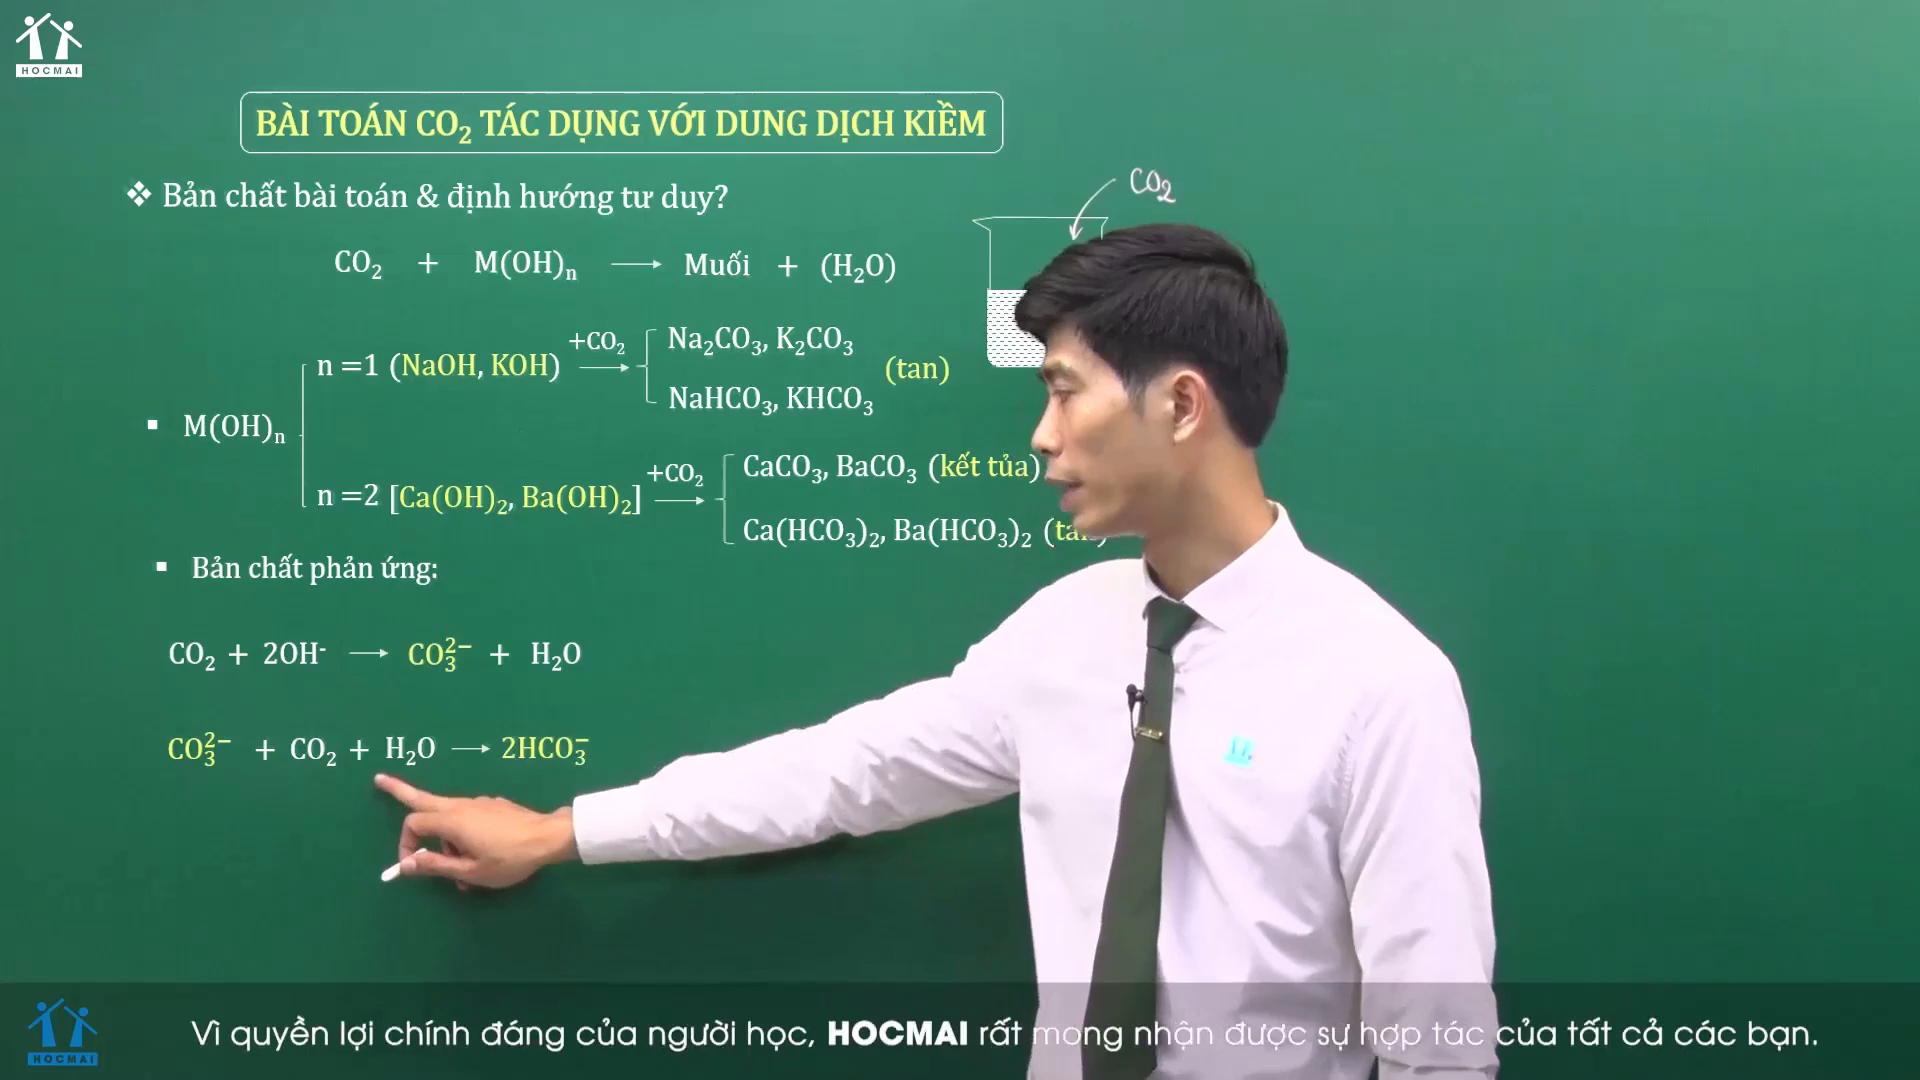 HOCMAI
BÀI TOÁN CO₂ TÁC DỤNG VỚI DUNG DỊCH KIỀM
❖ Bản chất bài toán & định hướng tư duy?
CO₂
CO₂ + M(OH)ₙ ⟶ Muối + (H₂O)
n =1 (NaOH, KOH) +CO₂ ⟶ Na₂CO₃, K₂CO₃
NaHCO₃, KHCO₃
(tan)
▪ M(OH)ₙ
n =2 [Ca(OH)₂, Ba(OH)₂] +CO₂ ⟶ CaCO₃, BaCO₃ (kết tủa)
Ca(HCO₃)₂, Ba(HCO₃)₂
▪ Bản chất phản ứng:
CO₂ + 2OH⁻ ⟶ CO₃²⁻ + H₂O
CO₃²⁻ + CO₂ + H₂O ⟶ 2HCO₃⁻
HOCMAI
Vì quyền lợi chính đáng của người học, HOCMAI rất mong nhận được sự hợp tác của tất cả các bạn.